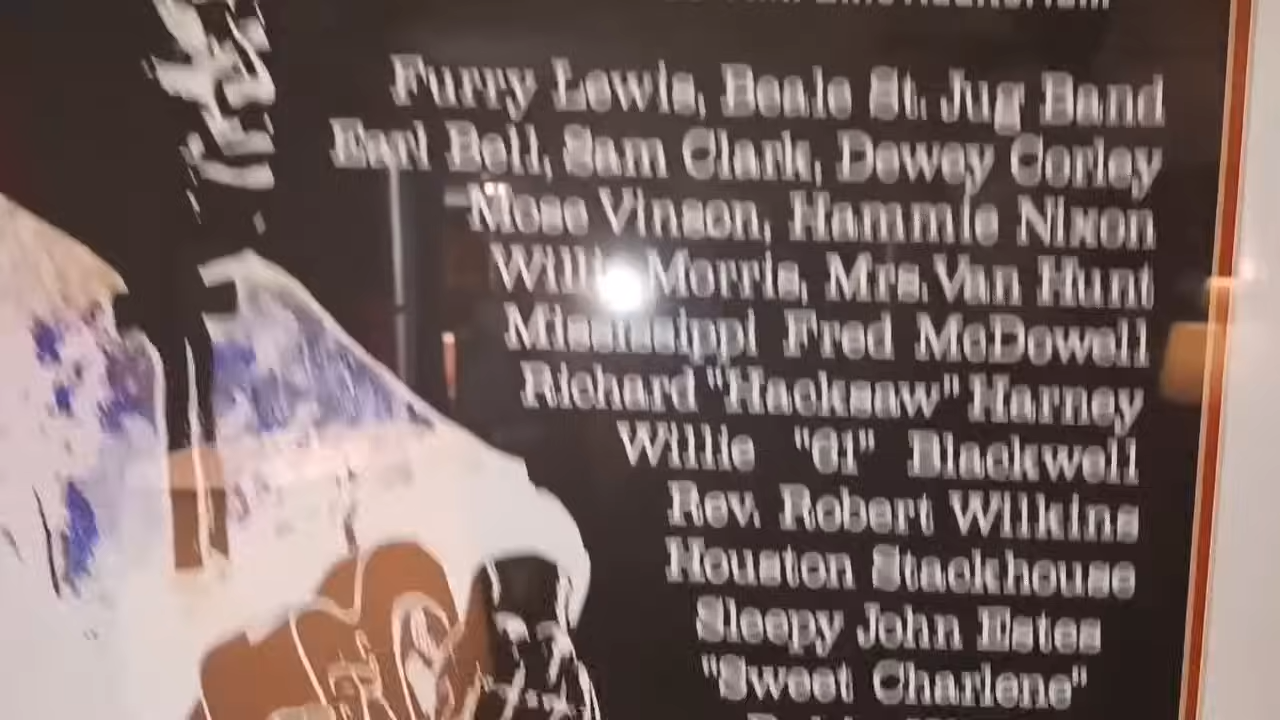 Furry Lewis, Beale St. Jug Band
Earl Bell, Sam Clark, Dewey Corley
Mose Vinson, Hammie Nixon
Willie Morris, Mrs. Van Hunt
Mississippi Fred McDowell
Richard "Hacksaw" Harney
Willie "61" Blackwell
Rev. Robert Wilkins
Houston Stackhouse
Sleepy John Estes
"Sweet Charlene"